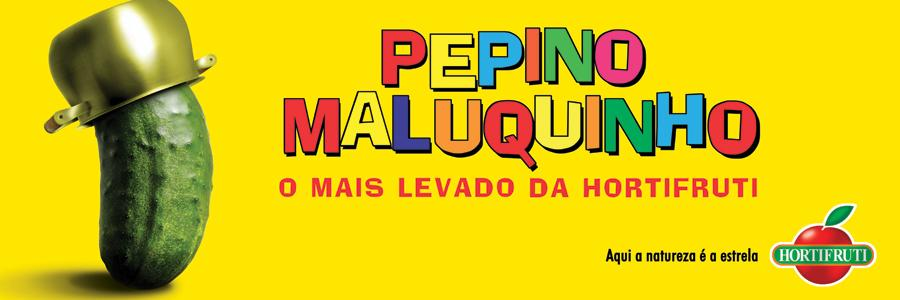 PEPINO
MALUQUINHO
O MAIS LEVADO DA HORTIFRUTI
Aqui a natureza é a estrela
HORTIFRUTI